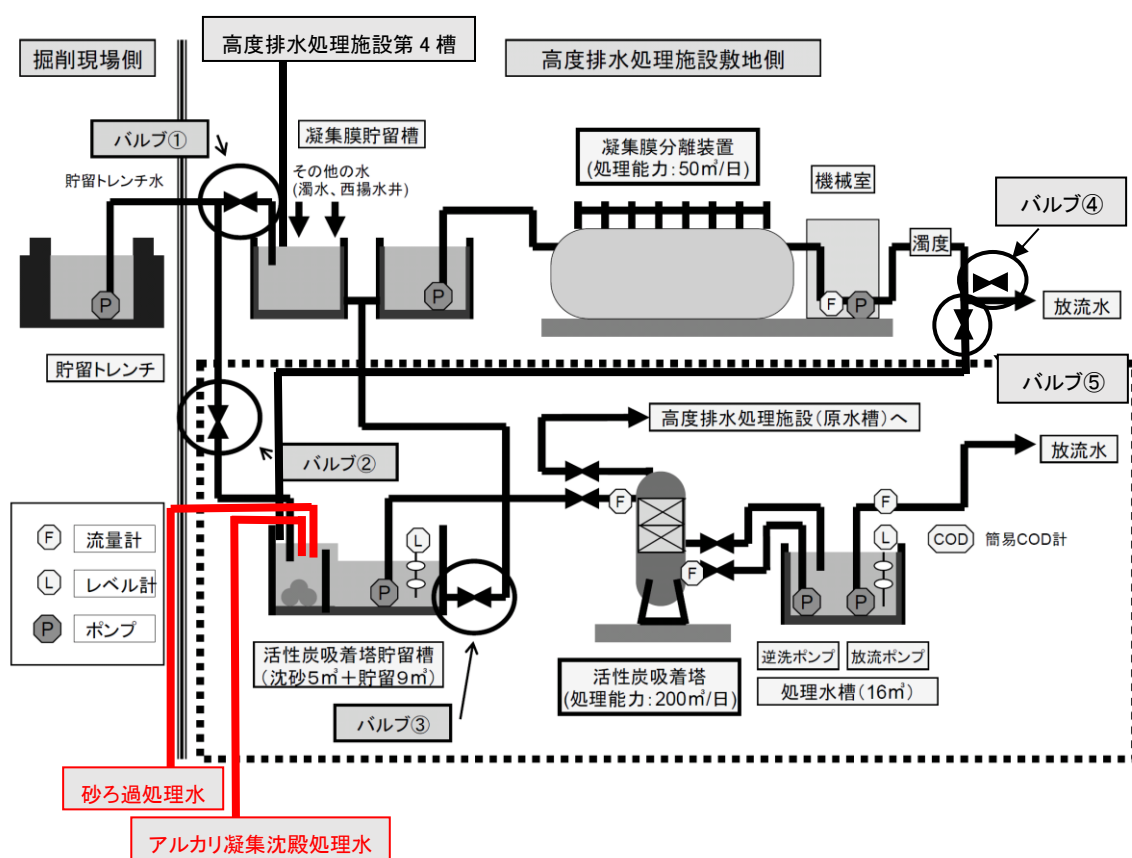 高度排水処理施設第4槽
掘削現場側
高度排水処理施設敷地側
バルブ①
凝集膜貯留槽
凝集膜分離装置
(処理能力:50㎥/日)
機械室
その他の水
(濁水、西揚水井)
貯留トレンチ水
バルブ④
濁度
P
P
F
P
放流水
貯留トレンチ
バルブ⑤
高度排水処理施設(原水槽)へ
放流水
バルブ②
F
流量計
L
レベル計
P
ポンプ
L
P
F
F
F
L
COD
簡易COD計
P
P
活性炭吸着塔貯留槽
(沈砂5㎥+貯留9㎥)
活性炭吸着塔
(処理能力:200㎥/日)
逆洗ポンプ
放流ポンプ
処理水槽(16㎥)
バルブ③
砂ろ過処理水
アルカリ凝集沈殿処理水